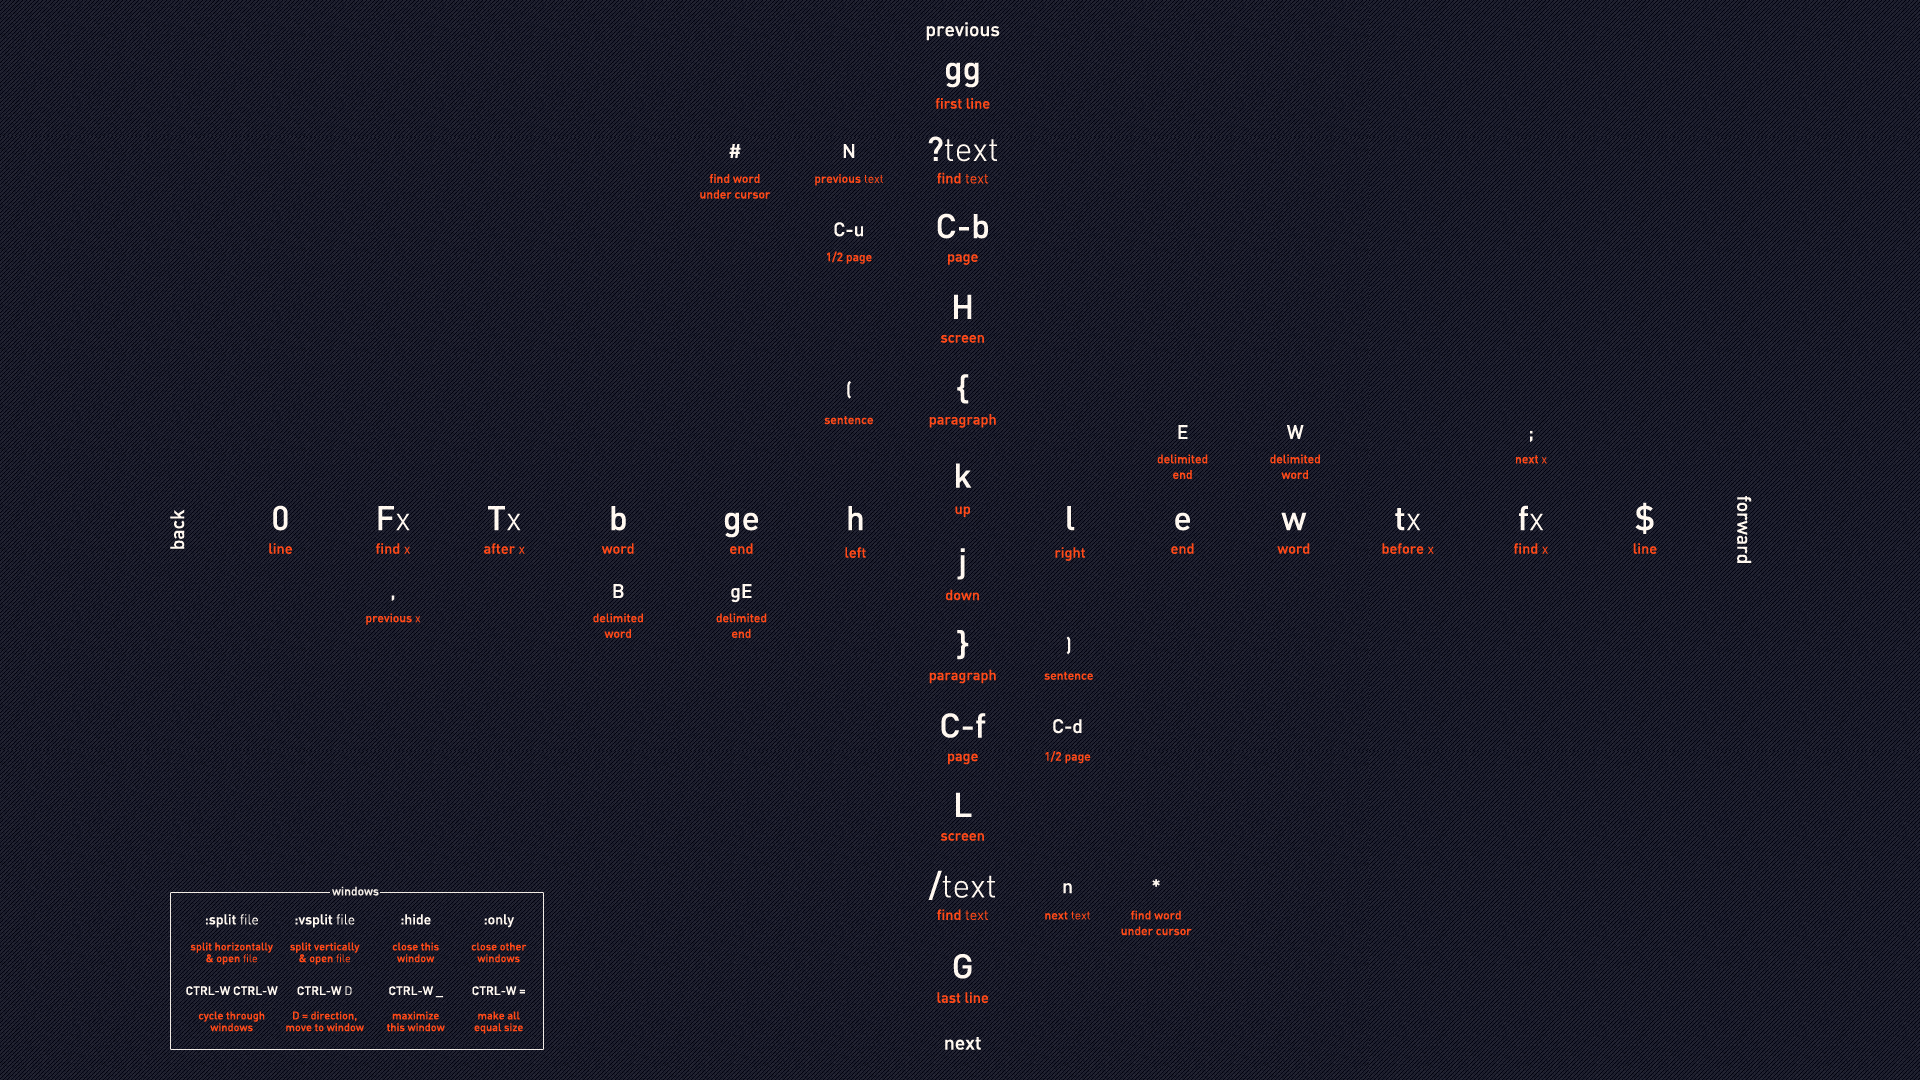 previous
gg
first line
# N ?text
find word previous text find text
under cursor
C-u C-b
1/2 page page
H
screen
( {
sentence paragraph
E W ;
delimited delimited next x
end word
k
up
back 0 Fx Tx b ge h l e w tx fx $ forward
line find x after x word end left right end word before x find x line
j
down
, B gE
previous x delimited delimited
word end
} )
paragraph sentence
C-f C-d
page 1/2 page
L
screen
/text n *
find text next text find word
under cursor
G
last line
next
windows
:split file :vsplit file :hide :only
split horizontally split vertically close this close other
& open file & open file window windows
CTRL-W CTRL-W CTRL-W D CTRL-W _ CTRL-W =
cycle through D = direction, maximize make all
windows move to window this window equal size